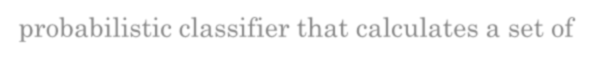 probabilistic classifier that calculates a set of